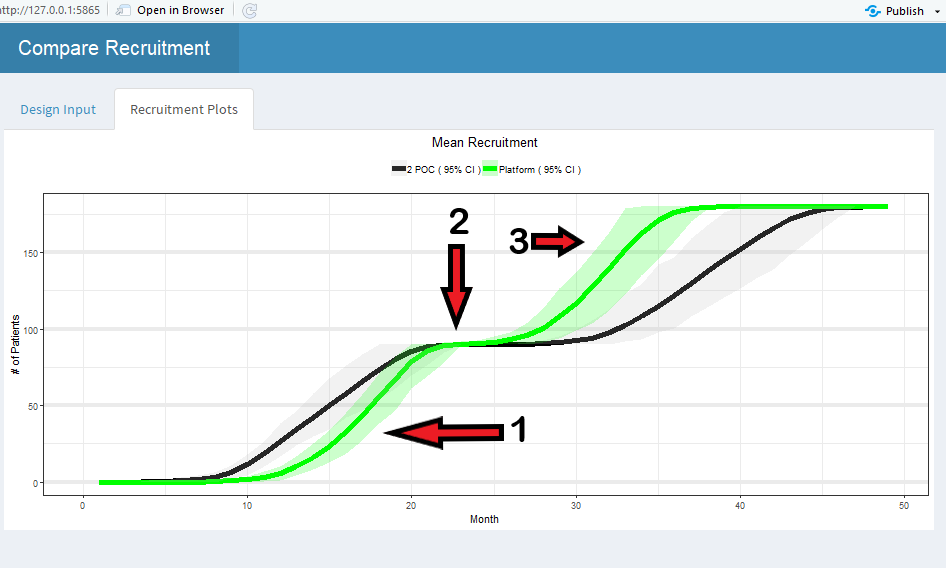 http://127.0.0.1:5865 Open in Browser Publish
Compare Recruitment
Design Input Recruitment Plots
Mean Recruitment
2 POC ( 95% CI ) Platform ( 95% CI )
2
3
1
150
100
50
0
# of Patients
0 10 20 30 40 50
Month